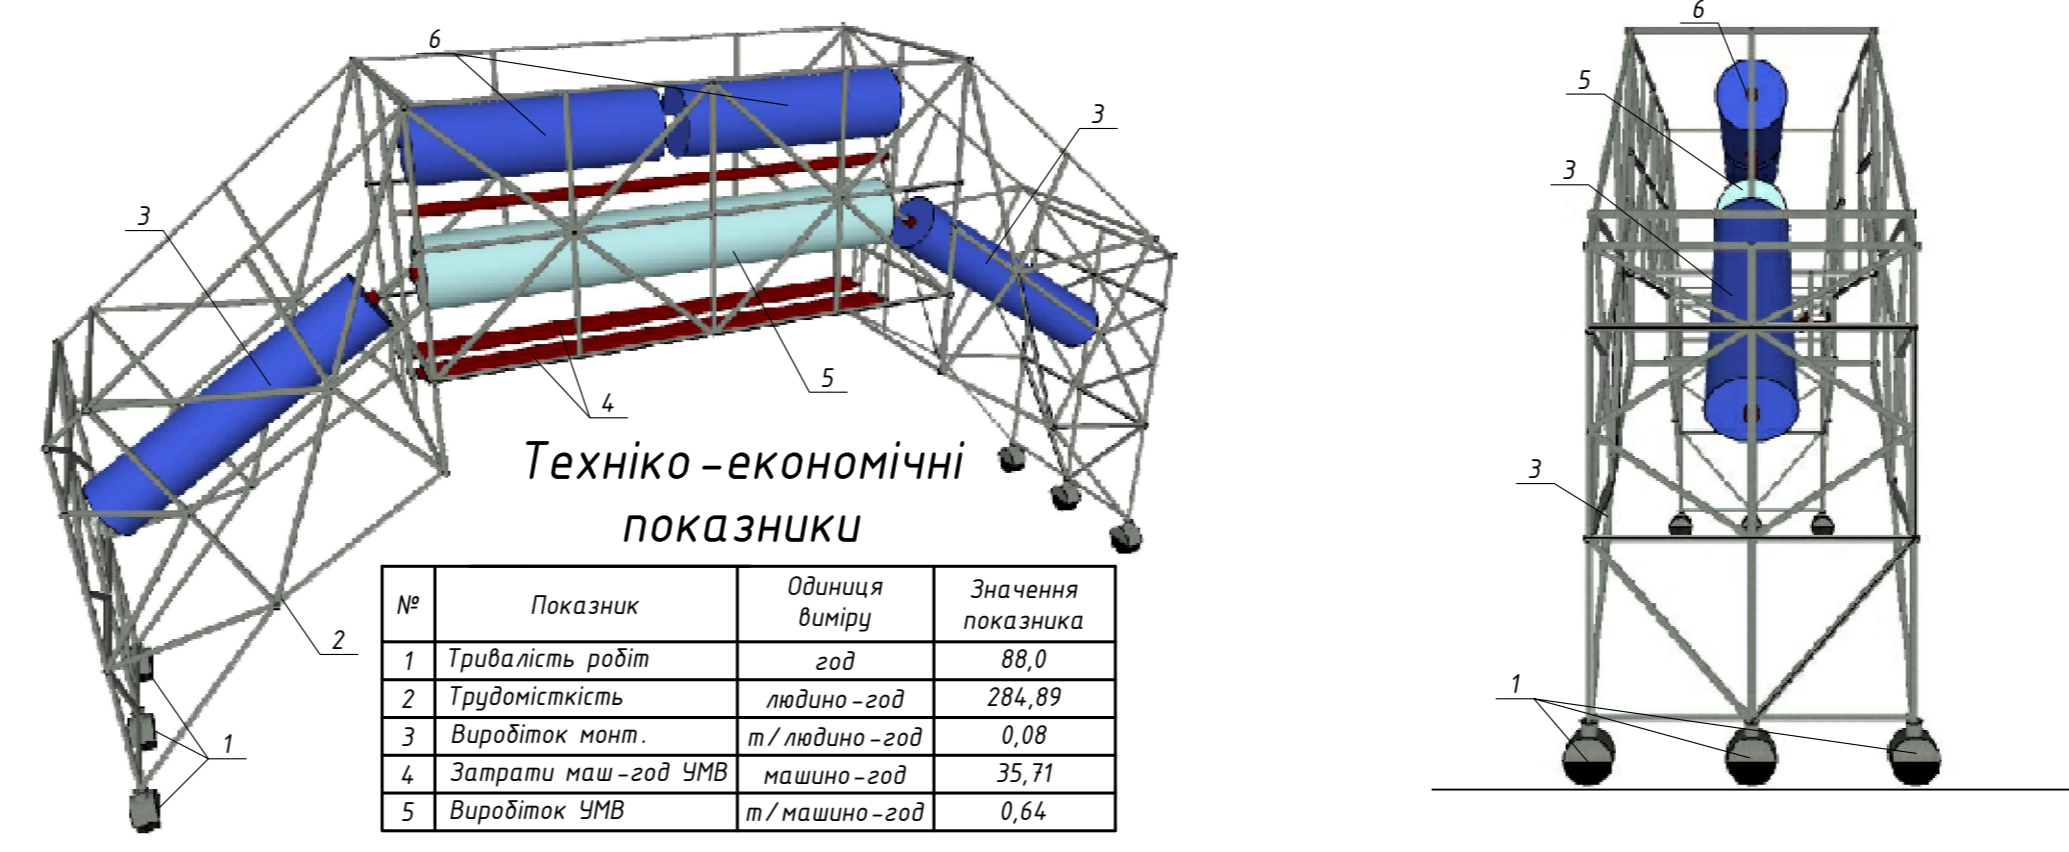 6
3
3
5
4
2
1
Техніко-економічні
показники
№ Показник Одиниця виміру Значення показника
1 Тривалість робіт год 88,0
2 Трудомісткість людино-год 284,89
3 Виробіток монт. т/людино-год 0,08
4 Затрати маш-год УМВ машино-год 35,71
5 Виробіток УМВ т/машино-год 0,64
6
5
3
3
1